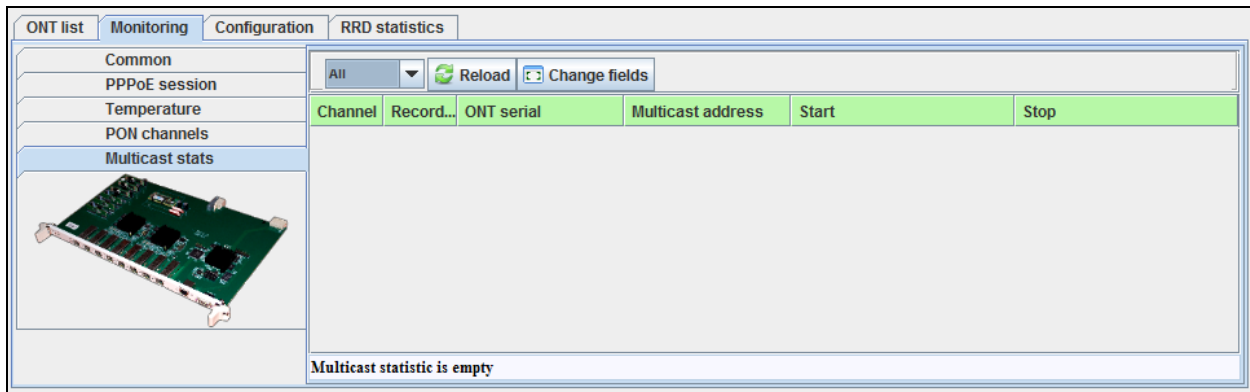 ONT list Monitoring Configuration RRD statistics
Common
PPPoE session
Temperature
PON channels
Multicast stats
All Reload Change fields
Channel Record... ONT serial Multicast address Start Stop
Multicast statistic is empty